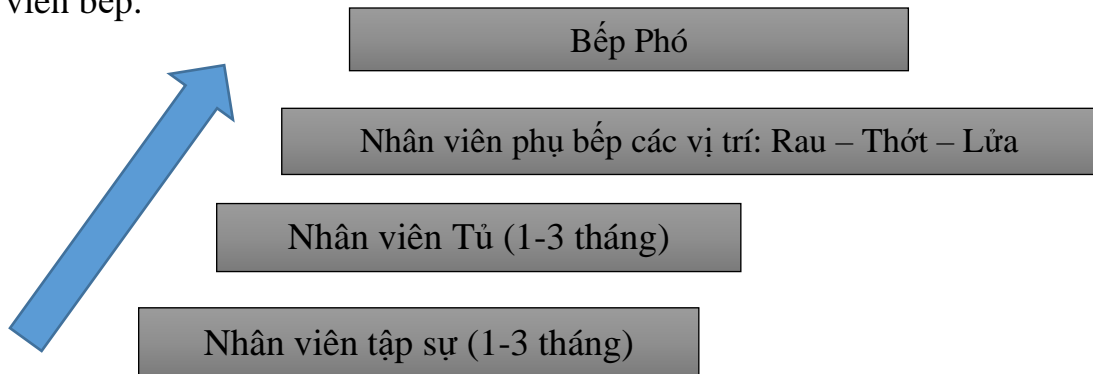 viên bếp.
Bếp Phó
Nhân viên phụ bếp các vị trí: Rau – Thớt – Lửa
Nhân viên Tủ (1-3 tháng)
Nhân viên tập sự (1-3 tháng)